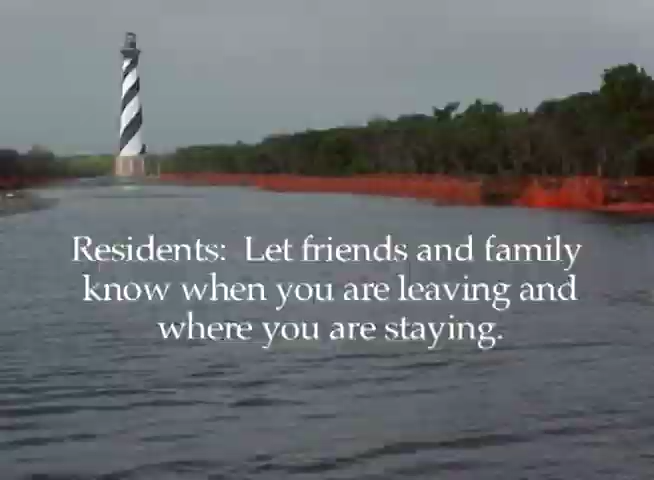 Residents:  Let friends and family
know when you are leaving and
where you are staying.